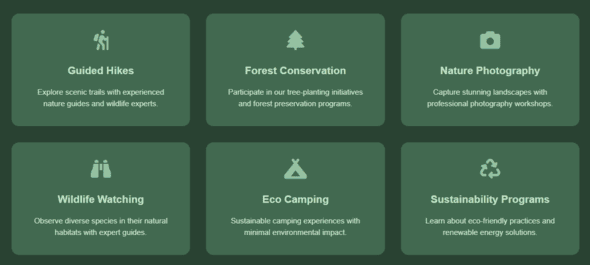 Guided Hikes
Explore scenic trails with experienced
nature guides and wildlife experts.
Forest Conservation
Participate in our tree-planting initiatives
and forest preservation programs.
Nature Photography
Capture stunning landscapes with
professional photography workshops.
Wildlife Watching
Observe diverse species in their natural
habitats with expert guides.
Eco Camping
Sustainable camping experiences with
minimal environmental impact.
Sustainability Programs
Learn about eco-friendly practices and
renewable energy solutions.